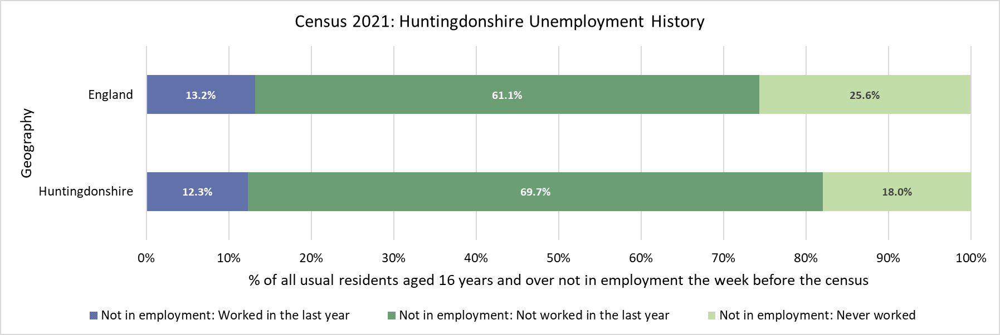 Census 2021: Huntingdonshire Unemployment History
Geography
England
13.2%
61.1%
25.6%
Huntingdonshire
12.3%
69.7%
18.0%
0%
10%
20%
30%
40%
50%
60%
70%
80%
90%
100%
% of all usual residents aged 16 years and over not in employment the week before the census
Not in employment: Worked in the last year
Not in employment: Not worked in the last year
Not in employment: Never worked